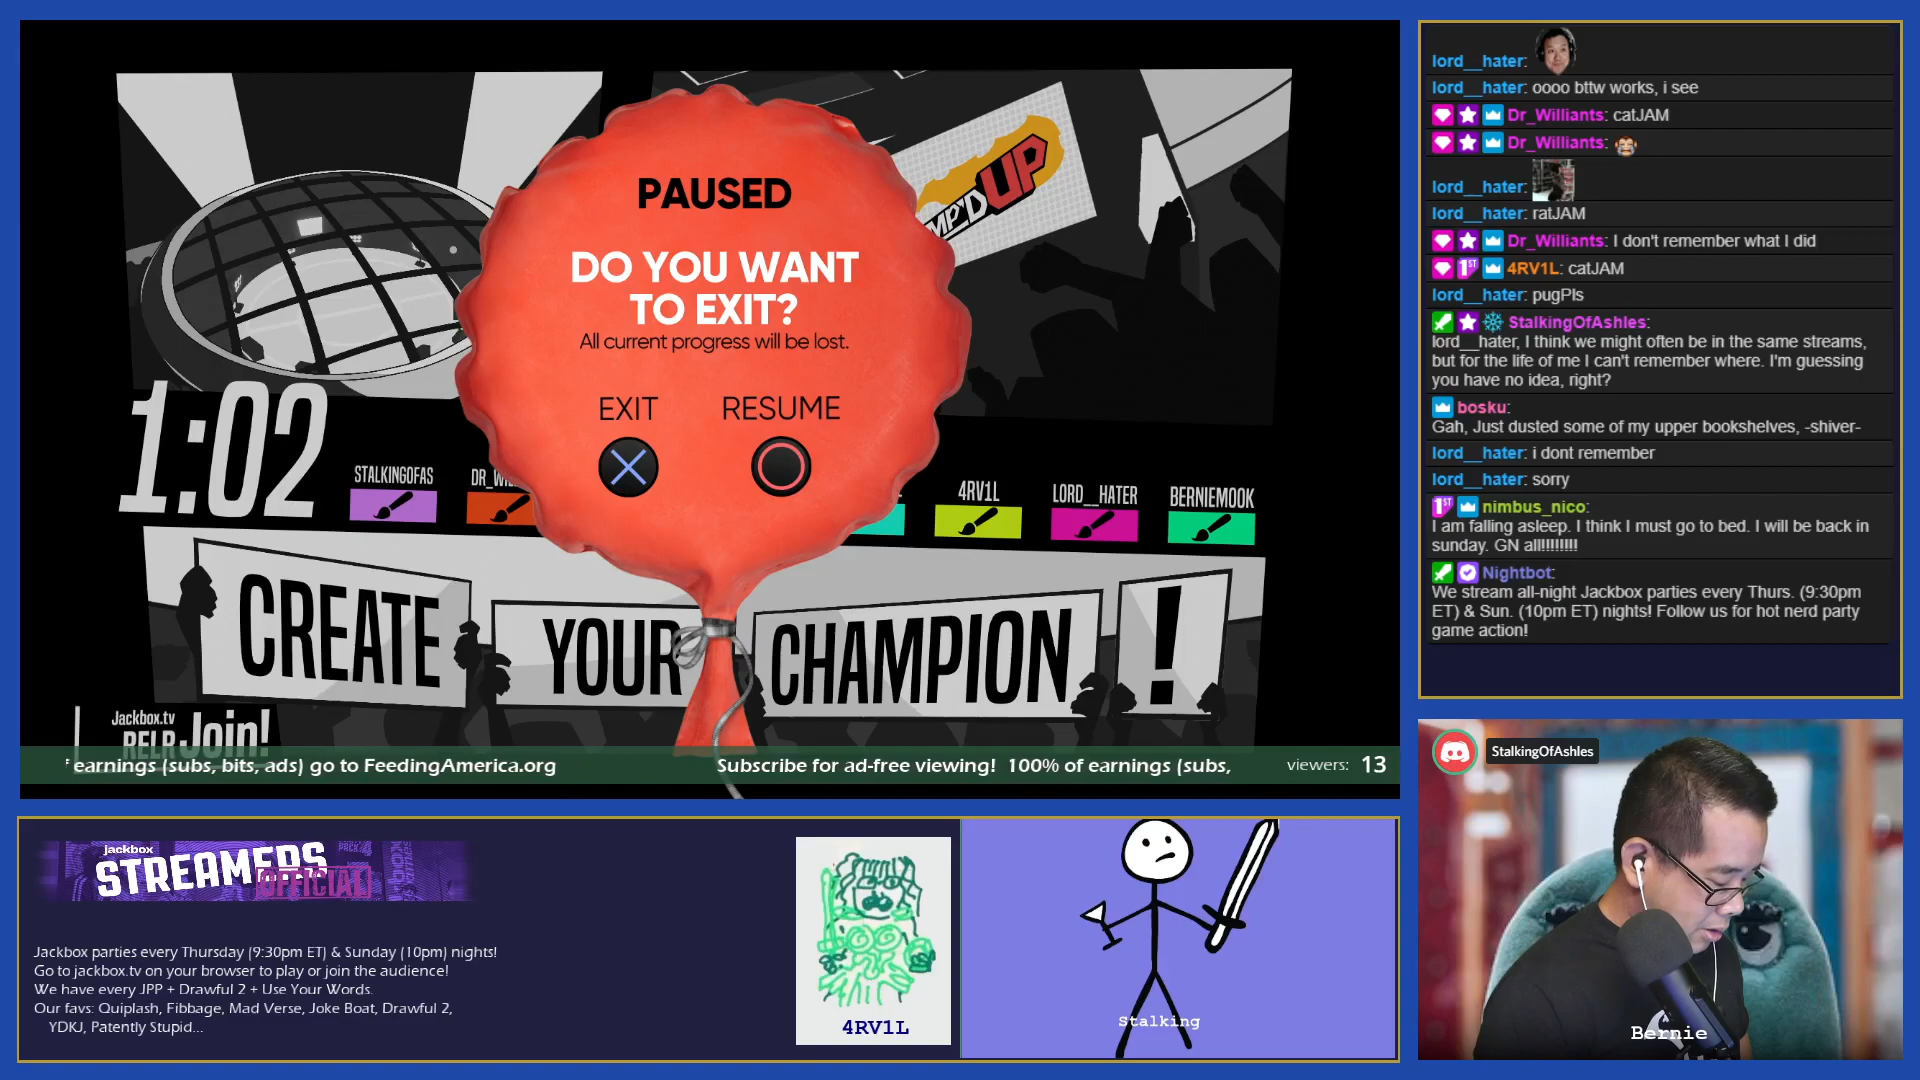 PAUSED
DO YOU WANT
TO EXIT?
All current progress will be lost.
EXIT
RESUME
MP'D UP
1:02
STALKINGOFAS
4RV1L
LORD__HATER
BERNIEMOOK
CREATE
YOUR
CHAMPION
!
Jackbox.tv
RELR
Join!
earnings (subs, bits, ads) go to FeedingAmerica.org
Subscribe for ad-free viewing! 100% of earnings (subs,
viewers: 13
lord__hater:
lord__hater: oooo bttw works, i see
Dr_Williants: catJAM
Dr_Williants:
lord__hater:
lord__hater: ratJAM
Dr_Williants: I don't remember what I did
1ST 4RV1L: catJAM
lord__hater: pugPls
StalkingOfAshles:
lord__hater, I think we might often be in the same streams,
but for the life of me I can't remember where. I'm guessing
you have no idea, right?
bosku:
Gah, Just dusted some of my upper bookshelves, -shiver-
lord__hater: i dont remember
lord__hater: sorry
1ST nimbus_nico:
I am falling asleep. I think I must go to bed. I will be back in
sunday. GN all!!!!!!!!!
Nightbot:
We stream all-night Jackbox parties every Thurs. (9:30pm
ET) & Sun. (10pm ET) nights! Follow us for hot nerd party
game action!
jackbox
STREAMERS
OFFICIAL
Jackbox parties every Thursday (9:30pm ET) & Sunday (10pm) nights!
Go to jackbox.tv on your browser to play or join the audience!
We have every JPP + Drawful 2 + Use Your Words.
Our favs: Quiplash, Fibbage, Mad Verse, Joke Boat, Drawful 2,
YDKJ, Patently Stupid...
4RV1L
Stalking
StalkingOfAshles
Bernie